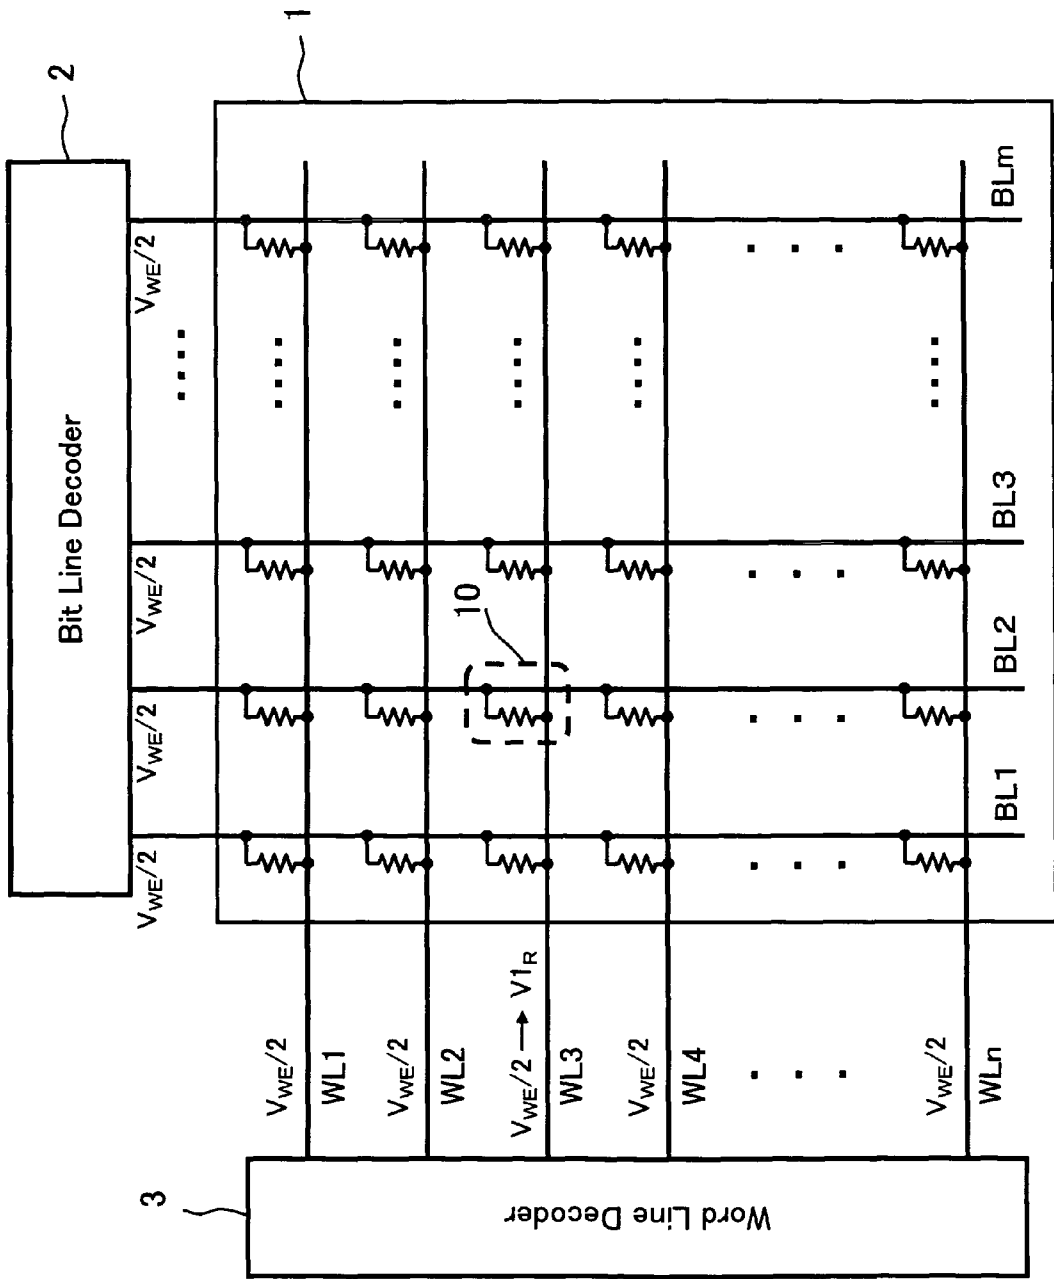 1
2
Bit Line Decoder
V_WE/2 V_WE/2 V_WE/2 V_WE/2
. . . .
10
V_WE/2
WL1
V_WE/2
WL2
V_WE/2 → V1_R
WL3
V_WE/2
WL4
V_WE/2
WLn
BL1 BL2 BL3 BLm
3
Word Line Decoder